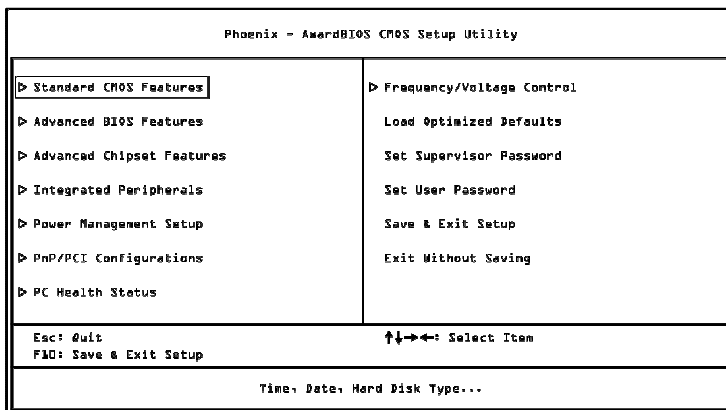 Phoenix - AwardBIOS CMOS Setup Utility
▷ Standard CMOS Features
▷ Advanced BIOS Features
▷ Advanced Chipset Features
▷ Integrated Peripherals
▷ Power Management Setup
▷ PnP/PCI Configurations
▷ PC Health Status
▷ Frequency/Voltage Control
Load Optimized Defaults
Set Supervisor Password
Set User Password
Save & Exit Setup
Exit Without Saving
Esc: Quit
F10: Save & Exit Setup
↑↓→←: Select Item
Time, Date, Hard Disk Type...